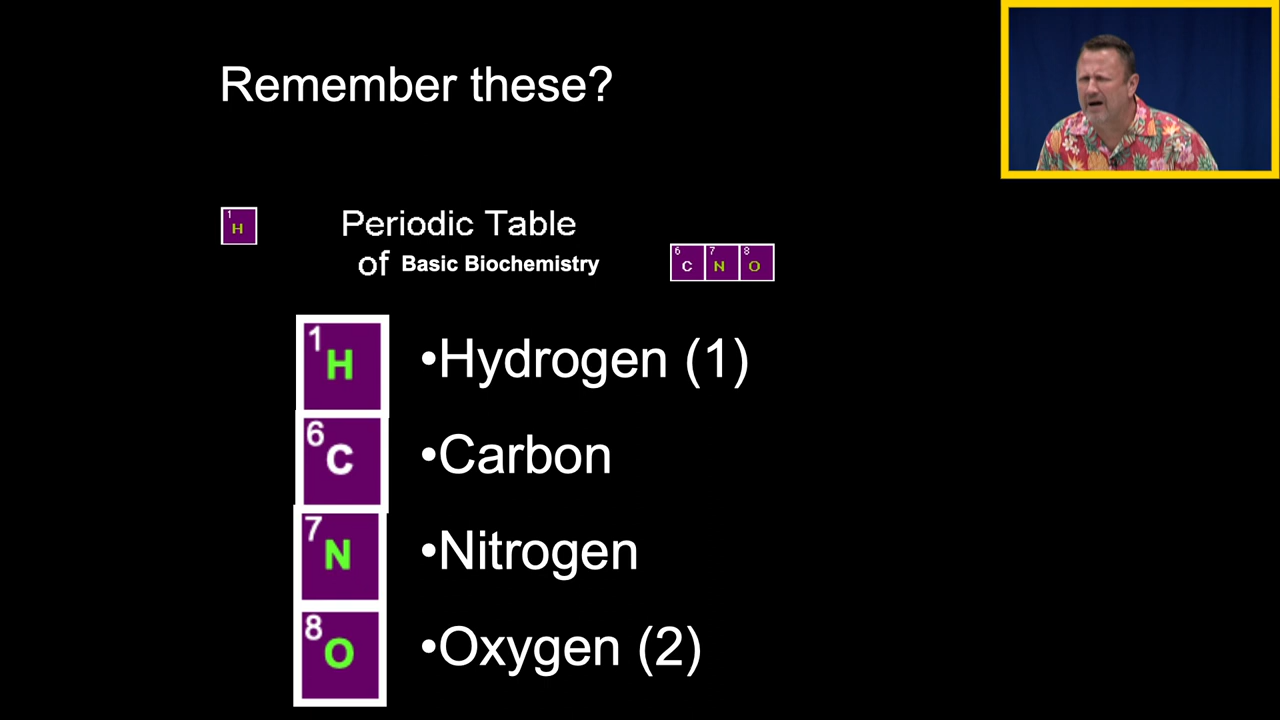 Remember these?
1
H
Periodic Table
of Basic Biochemistry
6 7 8
C N O
1
H
•Hydrogen (1)
6
C
•Carbon
7
N
•Nitrogen
8
O
•Oxygen (2)